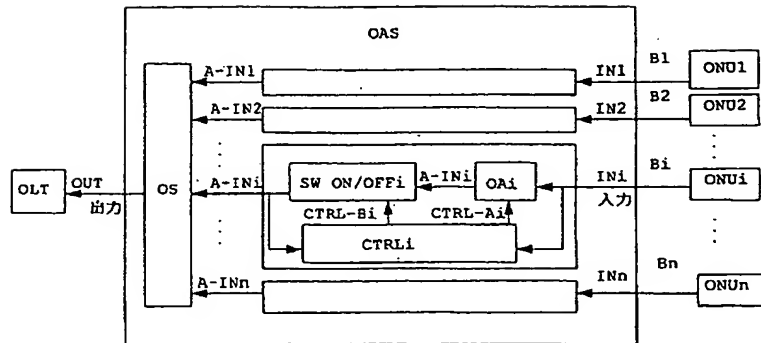 OAS
B1
A-IN1
IN1
ONU1
B2
A-IN2
IN2
ONU2
OLT
OUT
出力
OS
A-INi
SW ON/OFFi
A-INi
OAi
INi
入力
Bi
ONUi
CTRL-Bi
CTRL-Ai
CTRLi
A-INn
INn
Bn
ONUn